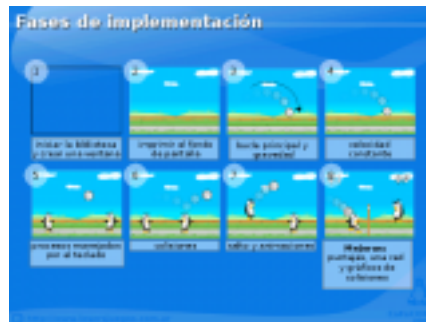 Fases de implementación
1
2
3
4
iniciar la biblioteca
y crear una ventana
imprimir el fondo
de pantalla
bucle principal y
gravedad
velocidad
constante
5
6
7
8
procesos manejados
por el teclado
colisiones
salto y animaciones
Mejoras:
puntajes, una red
y gráficos de
colisiones